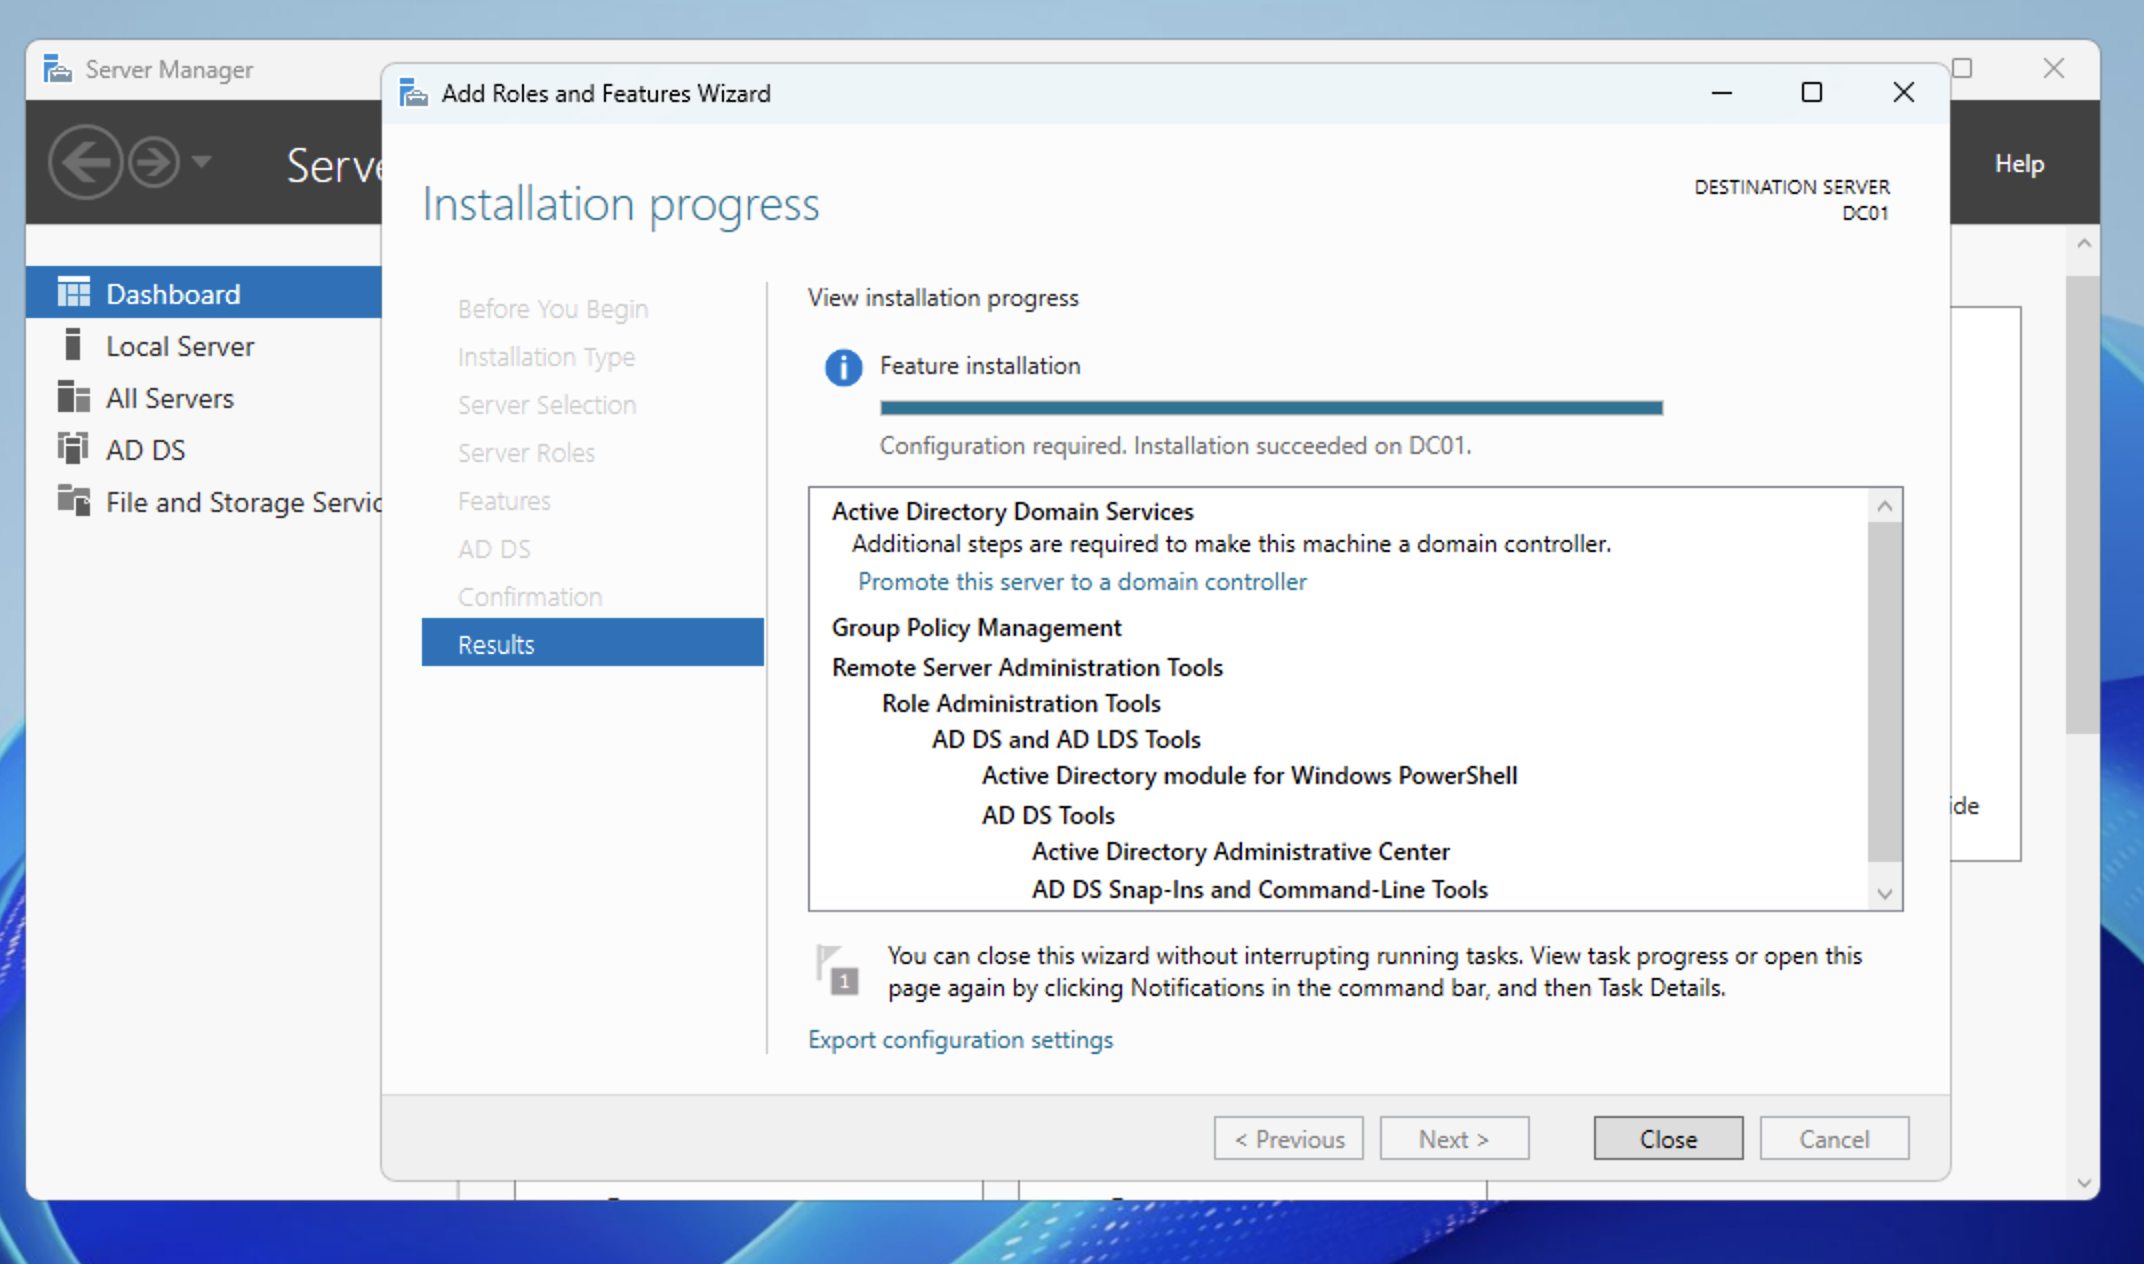 Server Manager
Add Roles and Features Wizard
Help
Installation progress
DESTINATION SERVER
DC01
Dashboard
Local Server
All Servers
AD DS
File and Storage
Before You Begin
Installation Type
Server Selection
Server Roles
Features
AD DS
Confirmation
Results
View installation progress
Feature installation
Configuration required. Installation succeeded on DC01.
Active Directory Domain Services
Additional steps are required to make this machine a domain controller.
Promote this server to a domain controller
Group Policy Management
Remote Server Administration Tools
Role Administration Tools
AD DS and AD LDS Tools
Active Directory module for Windows PowerShell
AD DS Tools
Active Directory Administrative Center
AD DS Snap-Ins and Command-Line Tools
1
You can close this wizard without interrupting running tasks. View task progress or open this
page again by clicking Notifications in the command bar, and then Task Details.
Export configuration settings
< Previous
Next >
Close
Cancel